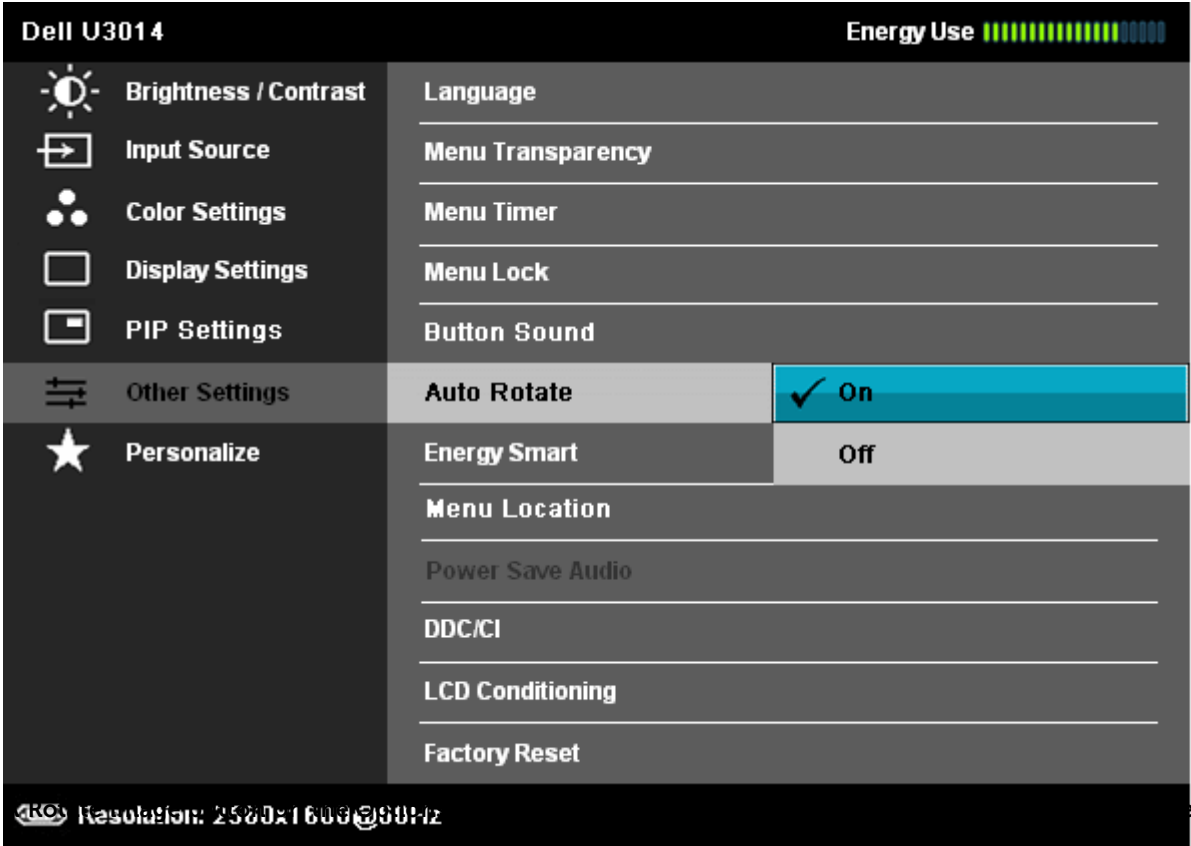 Dell U3014
Energy Use
Brightness / Contrast
Input Source
Color Settings
Display Settings
PIP Settings
Other Settings
Personalize
Language
Menu Transparency
Menu Timer
Menu Lock
Button Sound
Auto Rotate
On
Off
Energy Smart
Menu Location
Power Save Audio
DDC/CI
LCD Conditioning
Factory Reset
Resolution: 2560x1600@60Hz